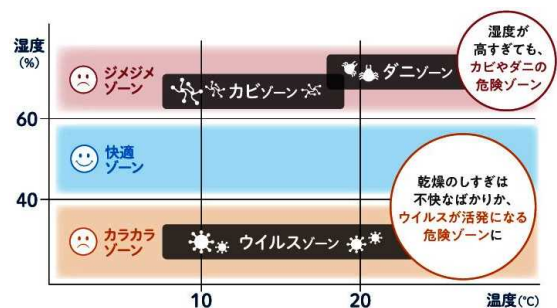 湿度
(%)
ジメジメ
ゾーン
カビゾーン
ダニゾーン
湿度が
高すぎても、
カビやダニの
危険ゾーン
60
快適
ゾーン
40
カラカラ
ゾーン
ウイルスゾーン
乾燥のしすぎは
不快なばかりか、
ウイルスが活発になる
危険ゾーンに
10
20
温度(℃)